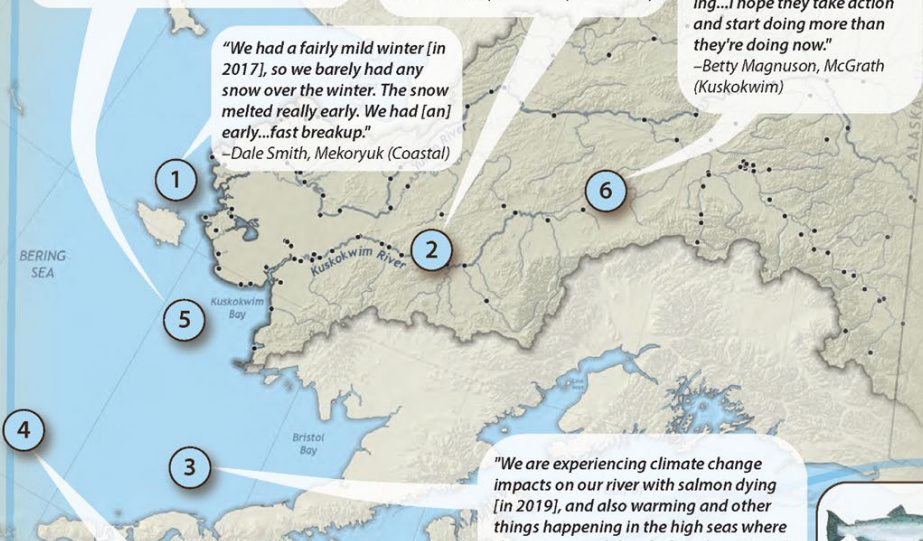 ing...I hope they take action
and start doing more than
they're doing now."
–Betty Magnuson, McGrath
(Kuskokwim)
"We had a fairly mild winter [in
2017], so we barely had any
snow over the winter. The snow
melted really early. We had [an]
early...fast breakup."
–Dale Smith, Mekoryuk (Coastal)
River
1
6
2
BERING
SEA
Kuskokwim River
Kuskokwim
Bay
5
4
Bristol
Bay
3
"We are experiencing climate change
impacts on our river with salmon dying
[in 2019], and also warming and other
things happening in the high seas where